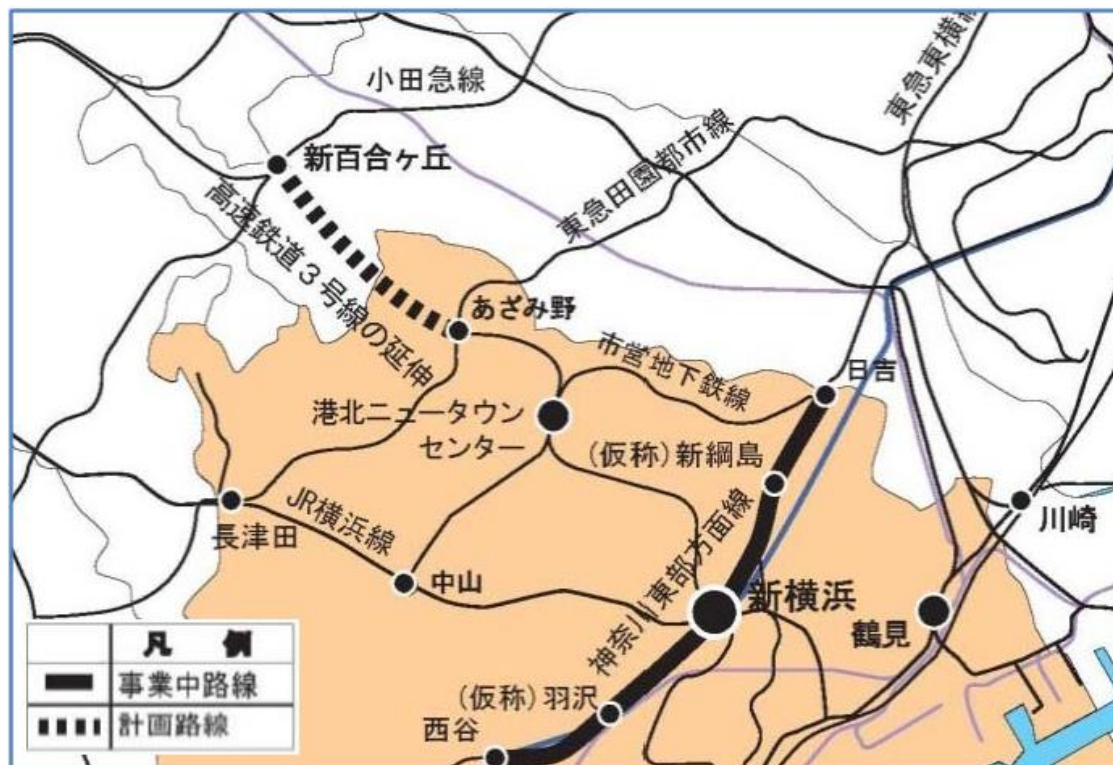 小田急線
東急東横線
新百合ヶ丘
東急田園都市線
高速鉄道3号線の延伸
あざみ野
市営地下鉄線
日吉
港北ニュータウン
センター
(仮称)新綱島
長津田
JR横浜線
川崎
中山
神奈川東部方面線
新横浜
鶴見
(仮称)羽沢
西谷
凡例
事業中路線
計画路線